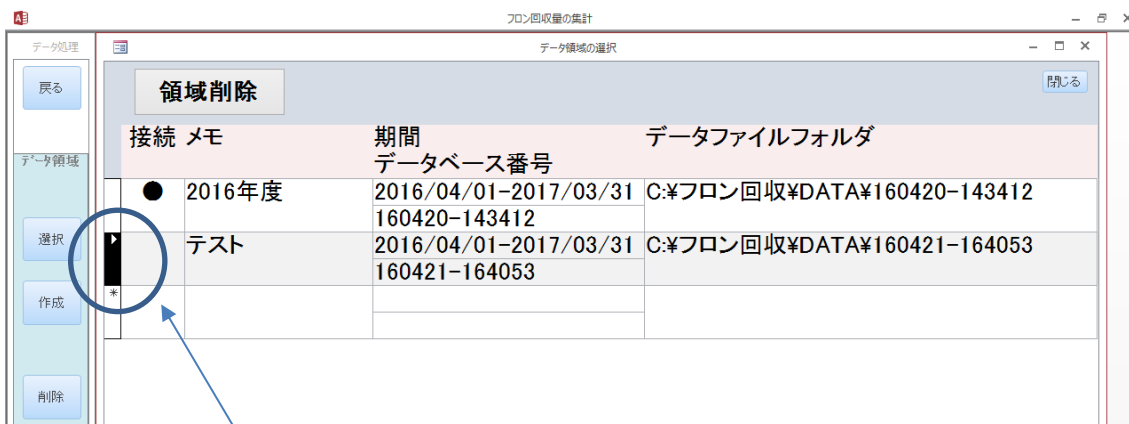 フロン回収量の集計
データ処理
データ領域の選択
戻る
領域削除
閉じる
接続 メモ 期間 データファイルフォルダ
データベース番号
データ領域
● 2016年度 2016/04/01-2017/03/31 C:¥フロン回収¥DATA¥160420-143412
160420-143412
選択
テスト 2016/04/01-2017/03/31 C:¥フロン回収¥DATA¥160421-164053
160421-164053
作成
*
削除